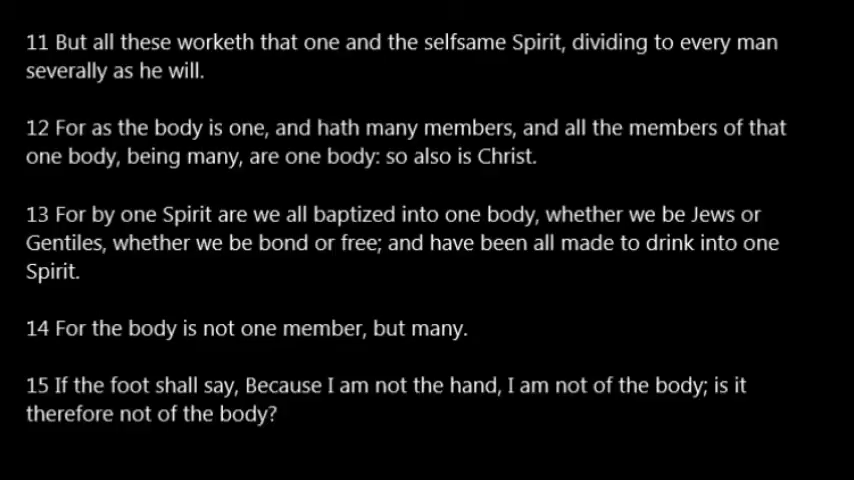 11 But all these worketh that one and the selfsame Spirit, dividing to every man
severally as he will.
12 For as the body is one, and hath many members, and all the members of that
one body, being many, are one body: so also is Christ.
13 For by one Spirit are we all baptized into one body, whether we be Jews or
Gentiles, whether we be bond or free; and have been all made to drink into one
Spirit.
14 For the body is not one member, but many.
15 If the foot shall say, Because I am not the hand, I am not of the body; is it
therefore not of the body?